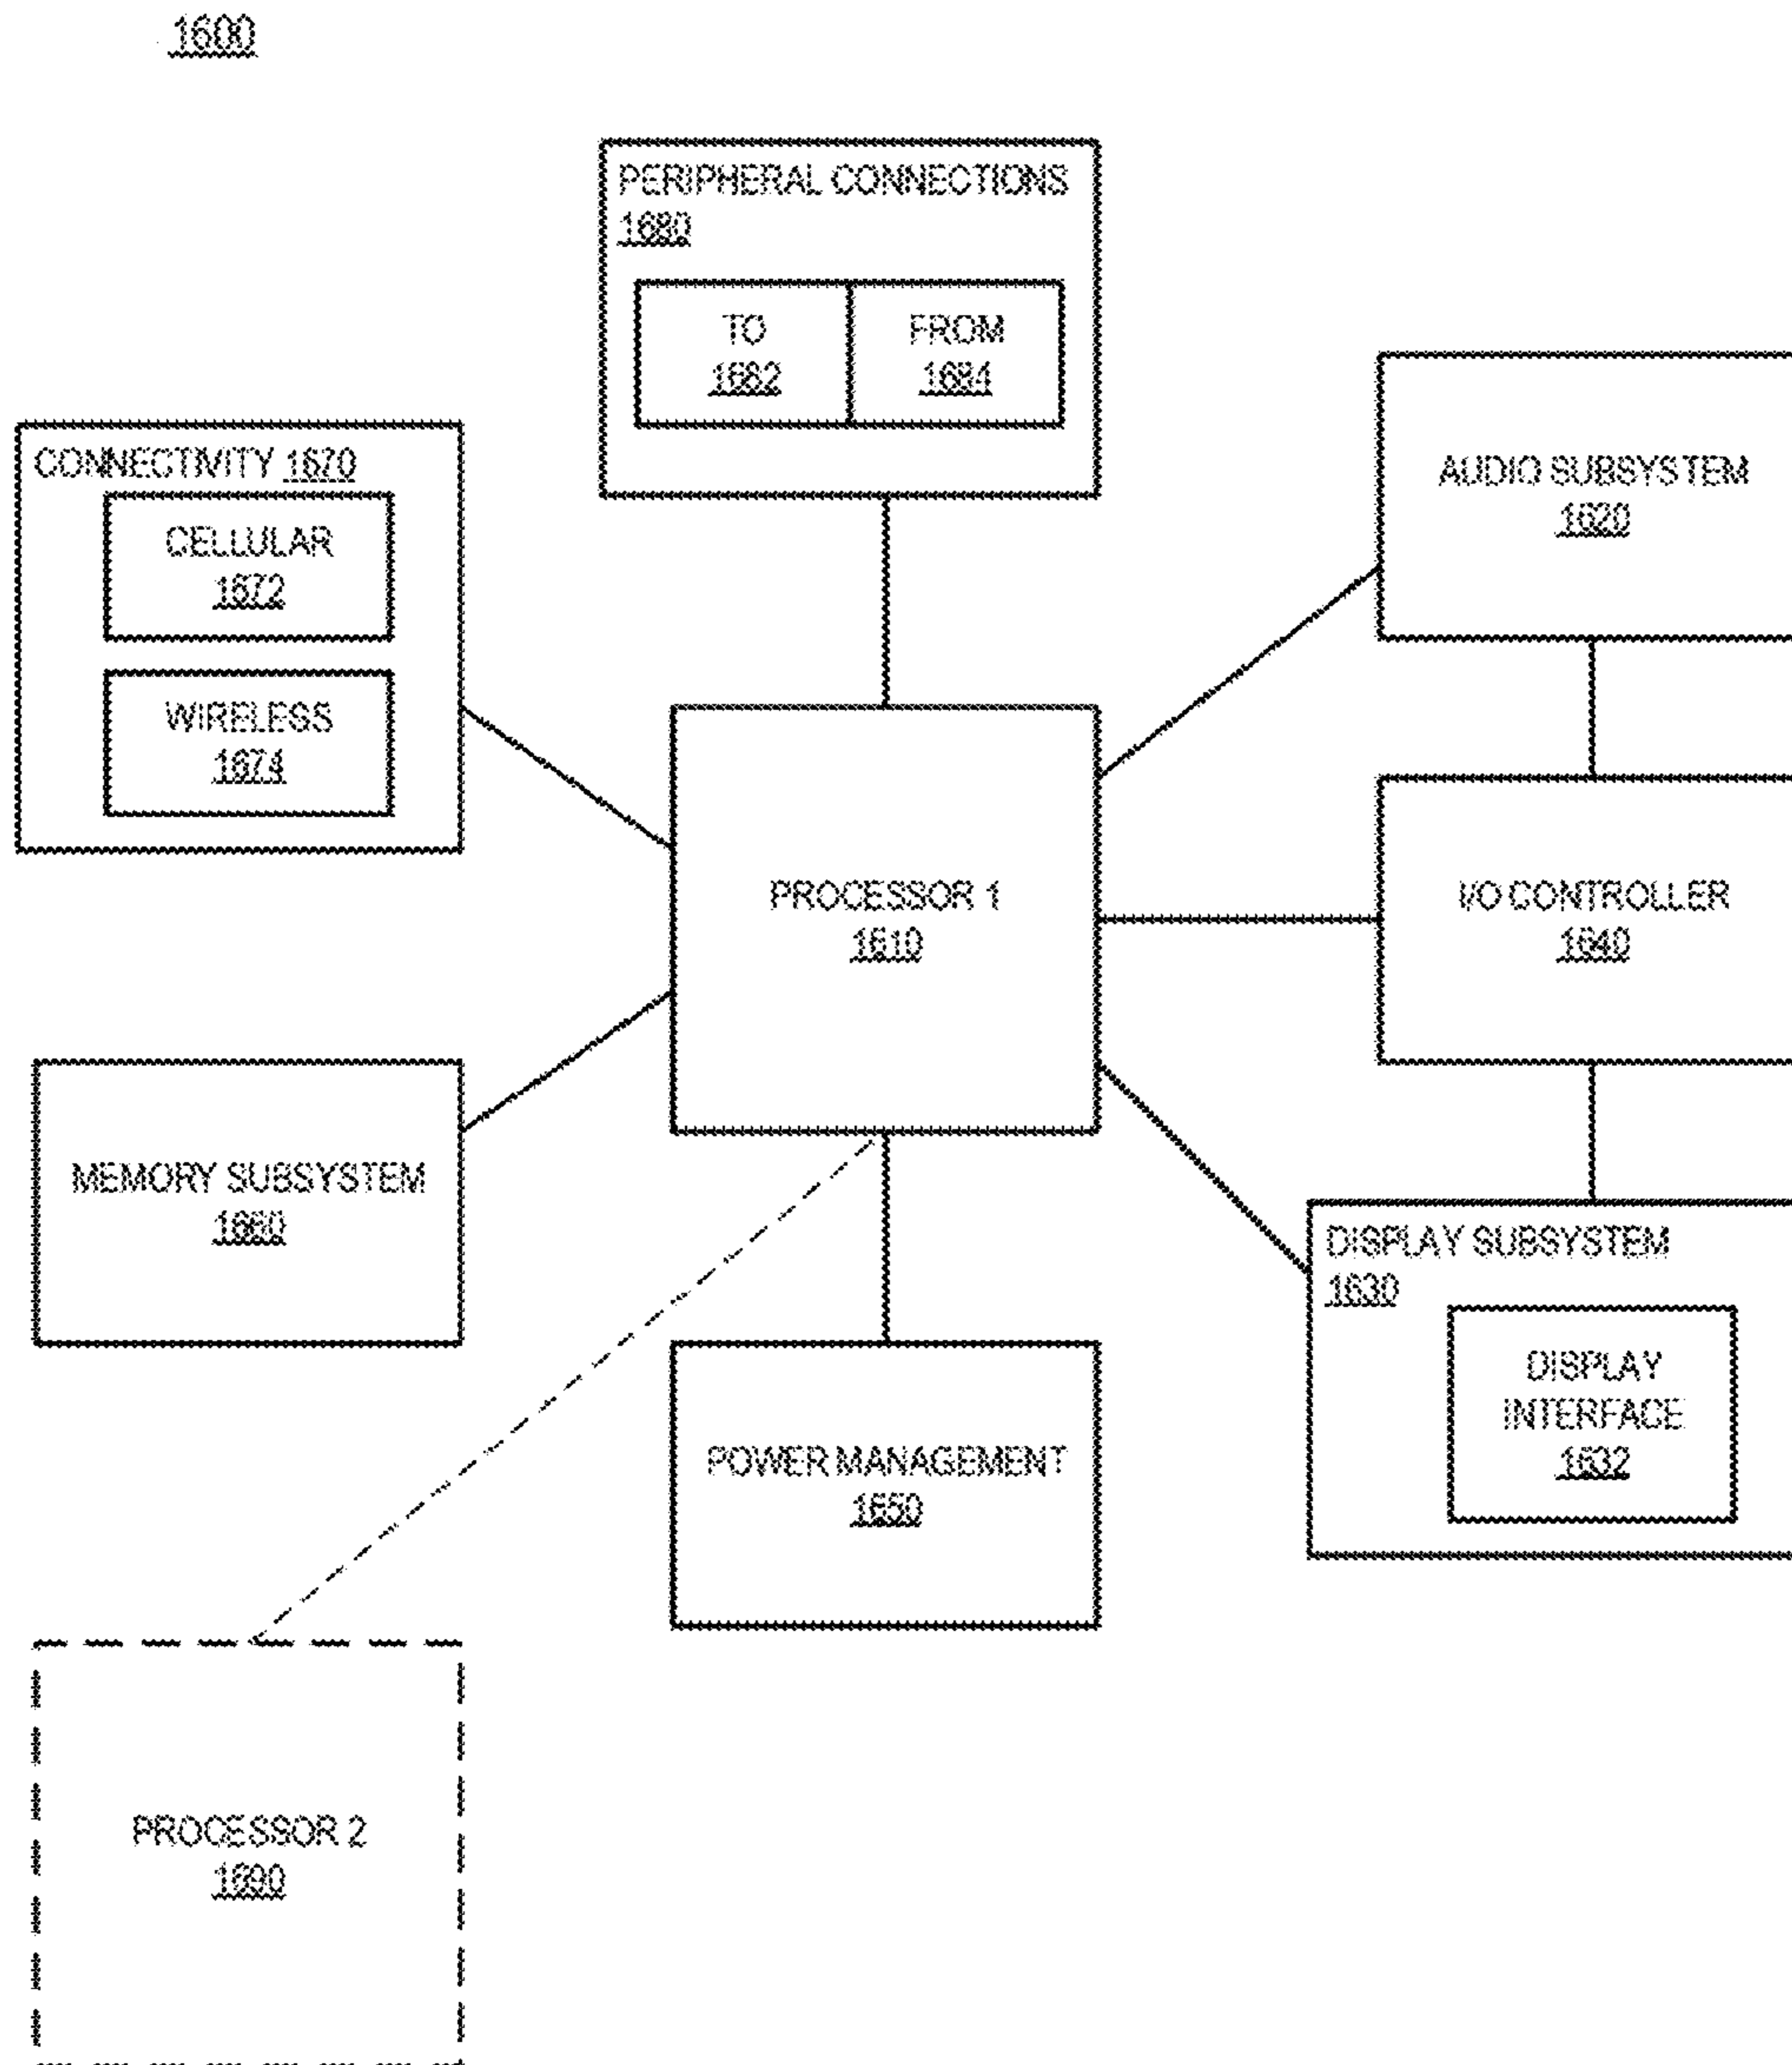 1600
PERIPHERAL CONNECTIONS
1680
TO
1682
FROM
1684
CONNECTIVITY 1670
CELLULAR
1672
WIRELESS
1674
AUDIO SUBSYSTEM
1620
PROCESSOR 1
1610
I/O CONTROLLER
1640
MEMORY SUBSYSTEM
1660
DISPLAY SUBSYSTEM
1630
DISPLAY
INTERFACE
1632
POWER MANAGEMENT
1650
PROCESSOR 2
1690